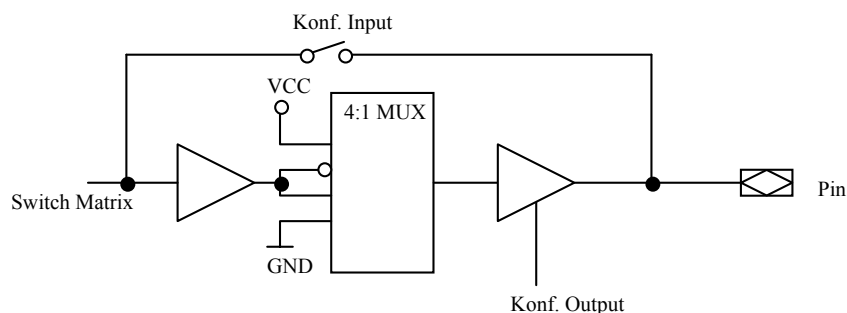 Konf. Input
VCC
4:1 MUX
Switch Matrix
Pin
GND
Konf. Output